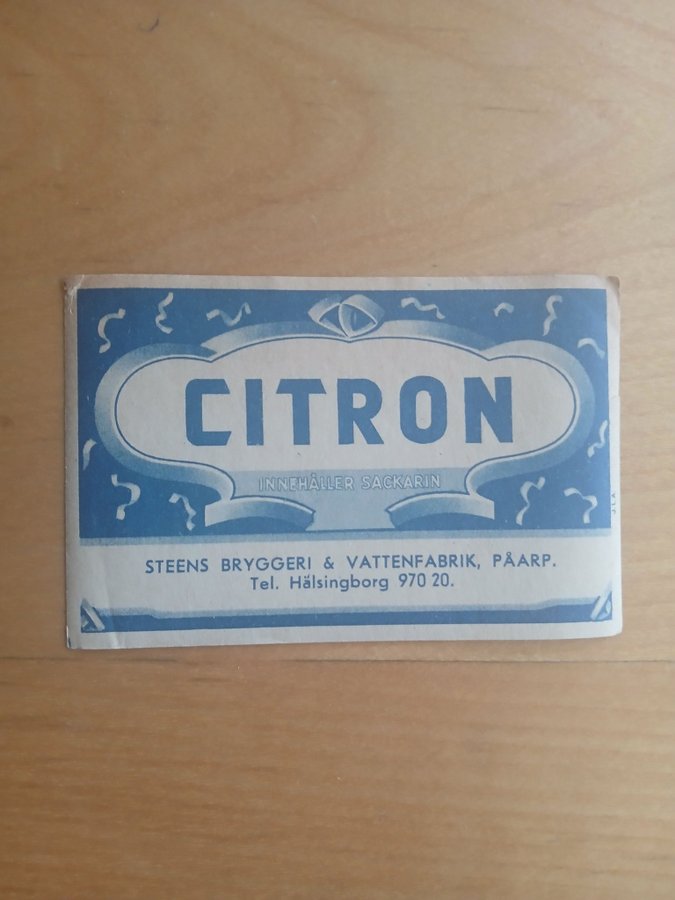 CITRON
INNEHÅLLER SACKARIN
STEENS BRYGGERI & VATTENFABRIK, PÅARP.
Tel. Hälsingborg 970 20.